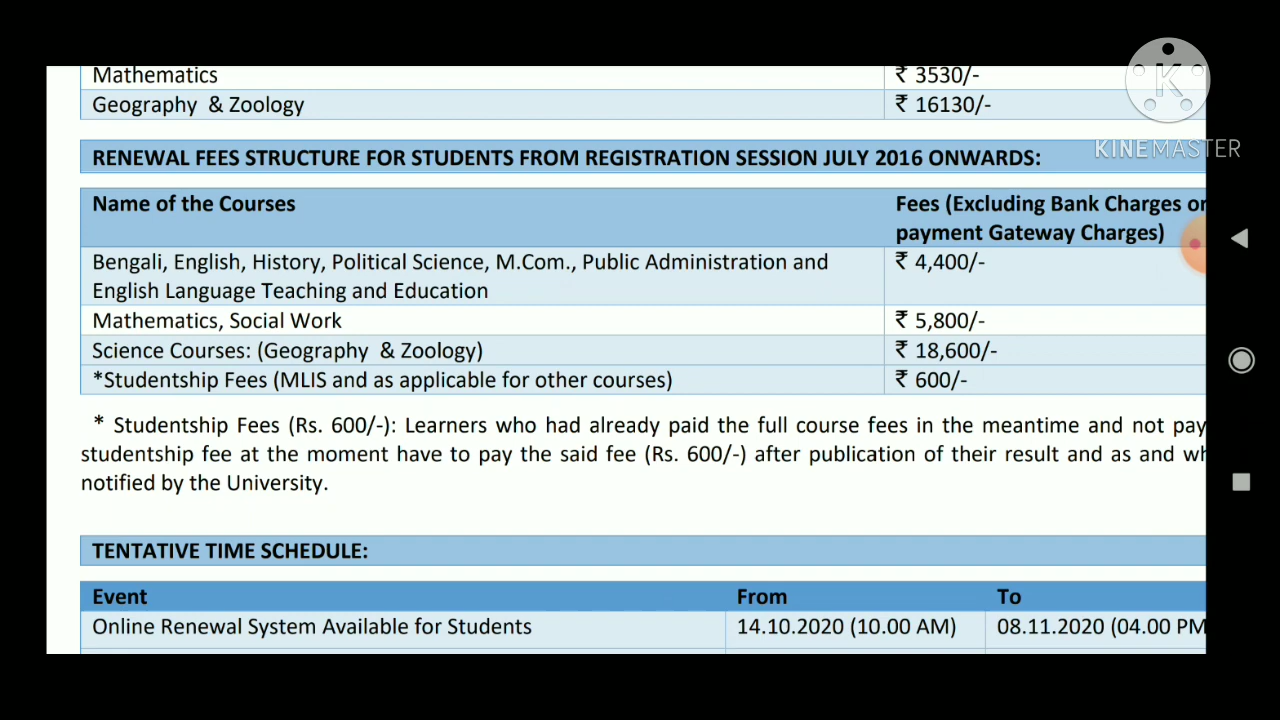 Mathematics ₹ 3530/-
Geography & Zoology ₹ 16130/-
RENEWAL FEES STRUCTURE FOR STUDENTS FROM REGISTRATION SESSION JULY 2016 ONWARDS:
KINEMASTER
Name of the Courses Fees (Excluding Bank Charges or
payment Gateway Charges)
Bengali, English, History, Political Science, M.Com., Public Administration and ₹ 4,400/-
English Language Teaching and Education
Mathematics, Social Work ₹ 5,800/-
Science Courses: (Geography & Zoology) ₹ 18,600/-
*Studentship Fees (MLIS and as applicable for other courses) ₹ 600/-
* Studentship Fees (Rs. 600/-): Learners who had already paid the full course fees in the meantime and not pay
studentship fee at the moment have to pay the said fee (Rs. 600/-) after publication of their result and as and wh
notified by the University.
TENTATIVE TIME SCHEDULE:
Event From To
Online Renewal System Available for Students 14.10.2020 (10.00 AM) 08.11.2020 (04.00 PM